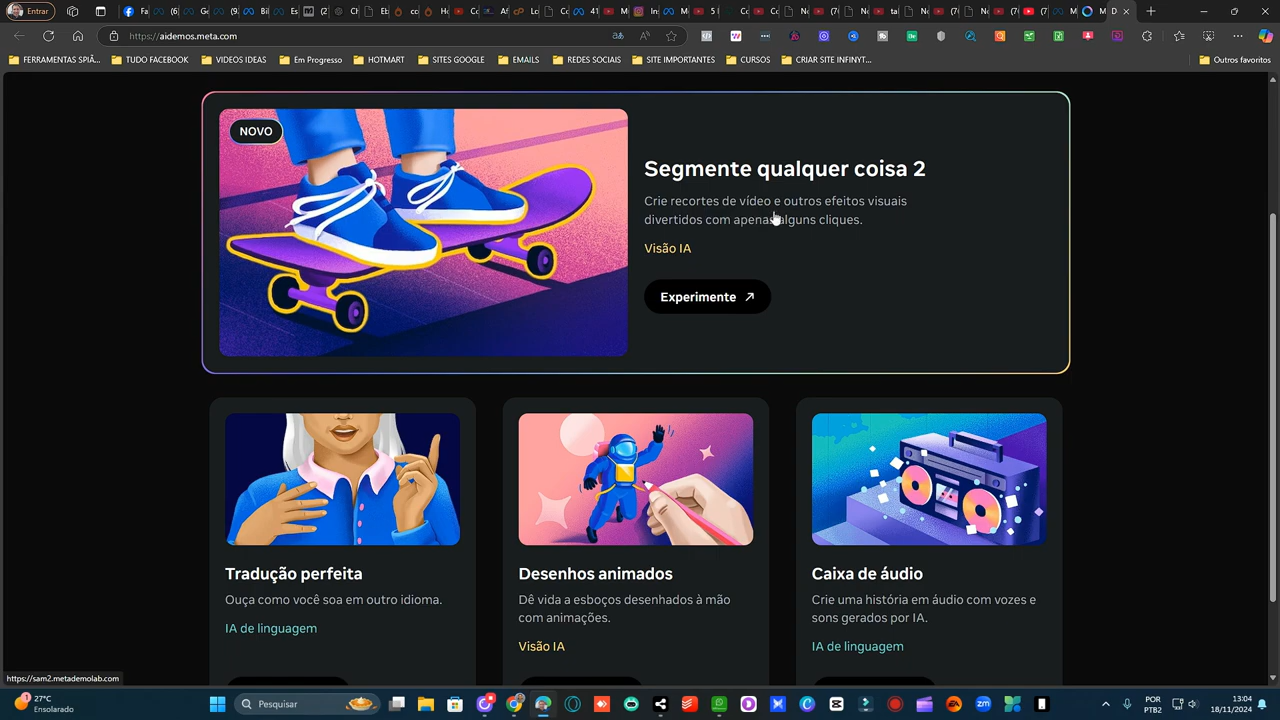 Entrar
https://aidemos.meta.com
FERRAMENTAS SPIÃ...
TUDO FACEBOOK
VIDEOS IDEAS
Em Progresso
HOTMART
SITES GOOGLE
EMAILS
REDES SOCIAIS
SITE IMPORTANTES
CURSOS
CRIAR SITE INFINYT...
Outros favoritos
NOVO
Segmente qualquer coisa 2
Crie recortes de vídeo e outros efeitos visuais
divertidos com apenas alguns cliques.
Visão IA
Experimente
Tradução perfeita
Ouça como você soa em outro idioma.
IA de linguagem
Desenhos animados
Dê vida a esboços desenhados à mão
com animações.
Visão IA
Caixa de áudio
Crie uma história em áudio com vozes e
sons gerados por IA.
IA de linguagem
https://sam2.metademolab.com
27°C
Ensolarado
Pesquisar
POR
PTB2
13:04
18/11/2024